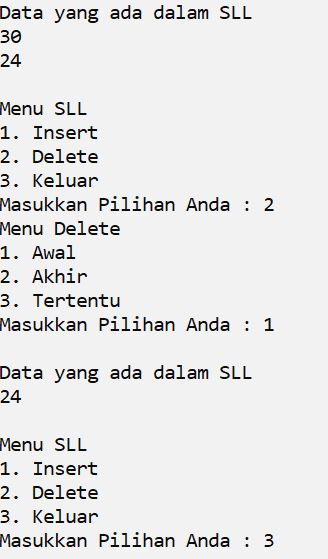 Data yang ada dalam SLL
30
24
Menu SLL
1. Insert
2. Delete
3. Keluar
Masukkan Pilihan Anda : 2
Menu Delete
1. Awal
2. Akhir
3. Tertentu
Masukkan Pilihan Anda : 1
Data yang ada dalam SLL
24
Menu SLL
1. Insert
2. Delete
3. Keluar
Masukkan Pilihan Anda : 3